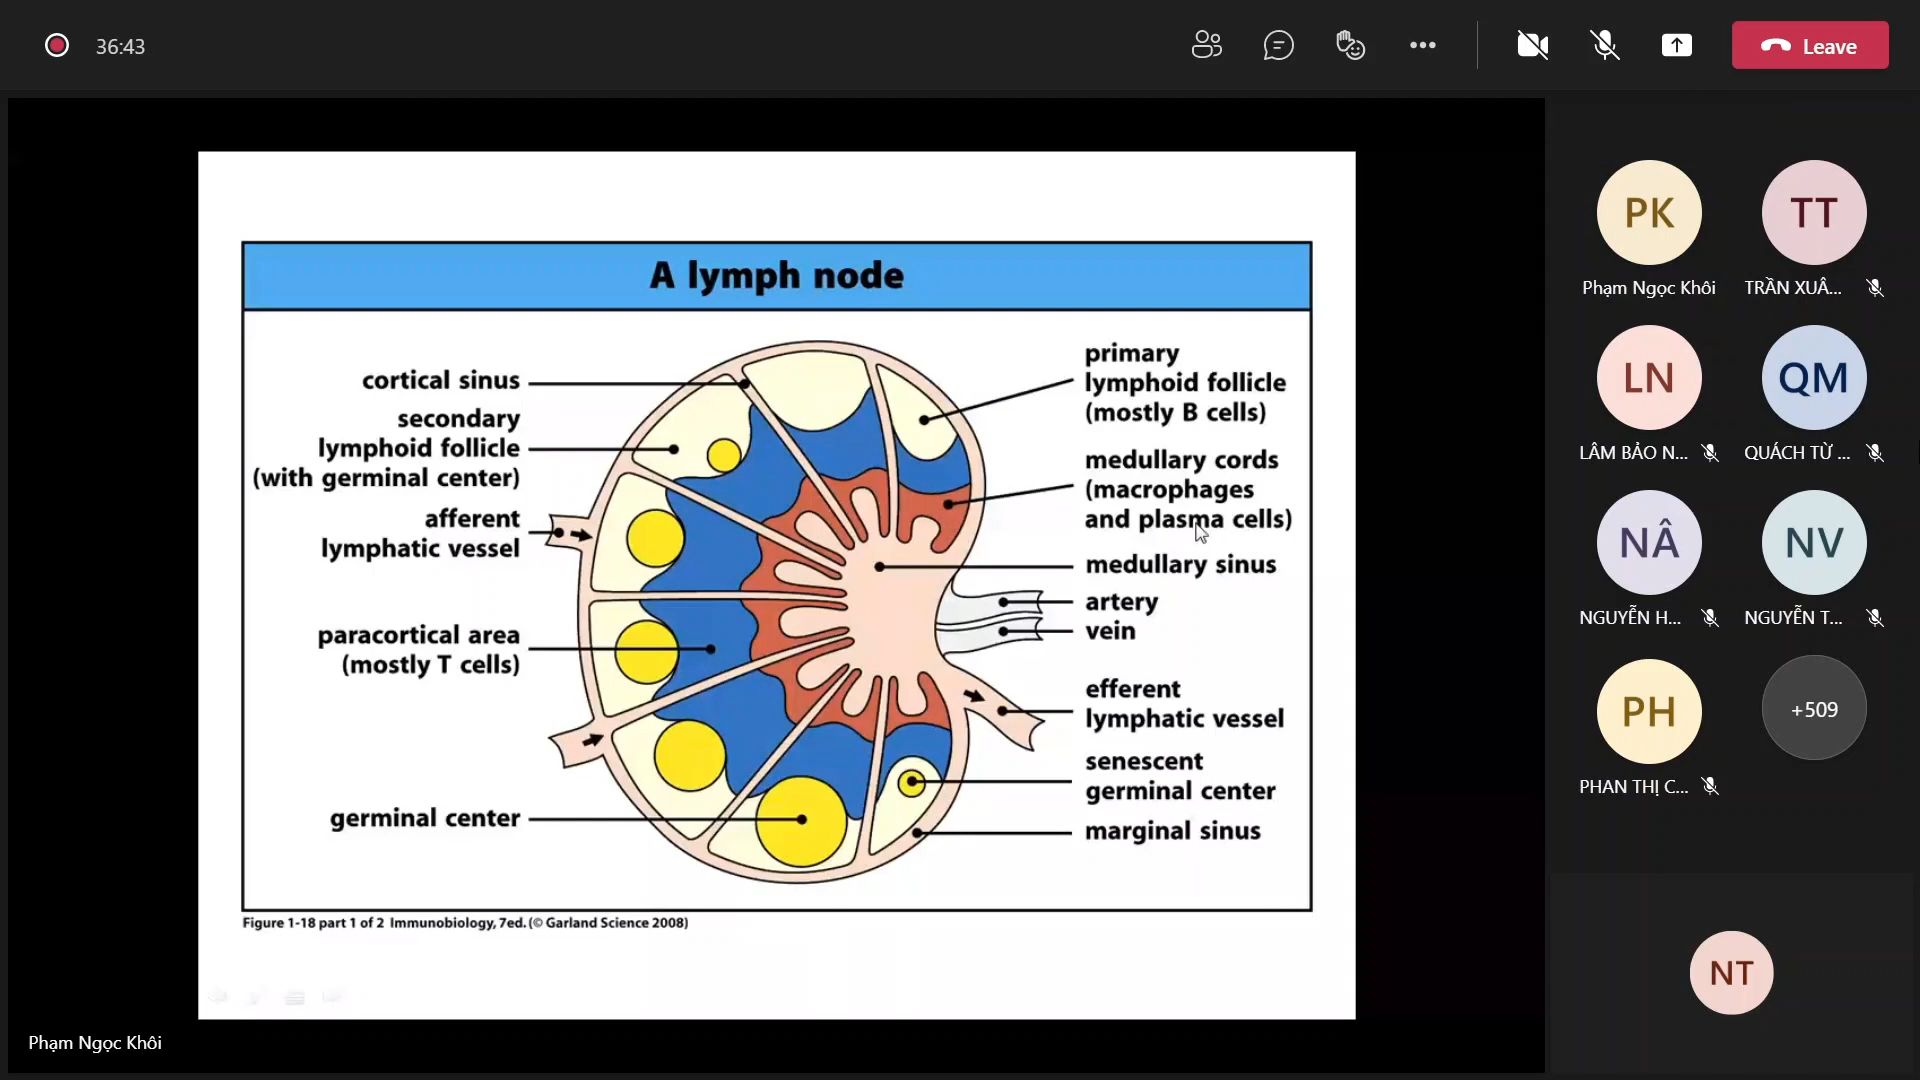 36:43
Leave
A lymph node
cortical sinus
secondary
lymphoid follicle
(with germinal center)
afferent
lymphatic vessel
paracortical area
(mostly T cells)
germinal center
primary
lymphoid follicle
(mostly B cells)
medullary cords
(macrophages
and plasma cells)
medullary sinus
artery
vein
efferent
lymphatic vessel
senescent
germinal center
marginal sinus
Figure 1-18 part 1 of 2 Immunobiology, 7ed. (© Garland Science 2008)
Phạm Ngọc Khôi
PK
TT
Phạm Ngọc Khôi
TRẦN XUÂ...
LN
QM
LÂM BẢO N...
QUÁCH TỪ ...
NÂ
NV
NGUYỄN H...
NGUYỄN T...
PH
+509
PHAN THỊ C...
NT